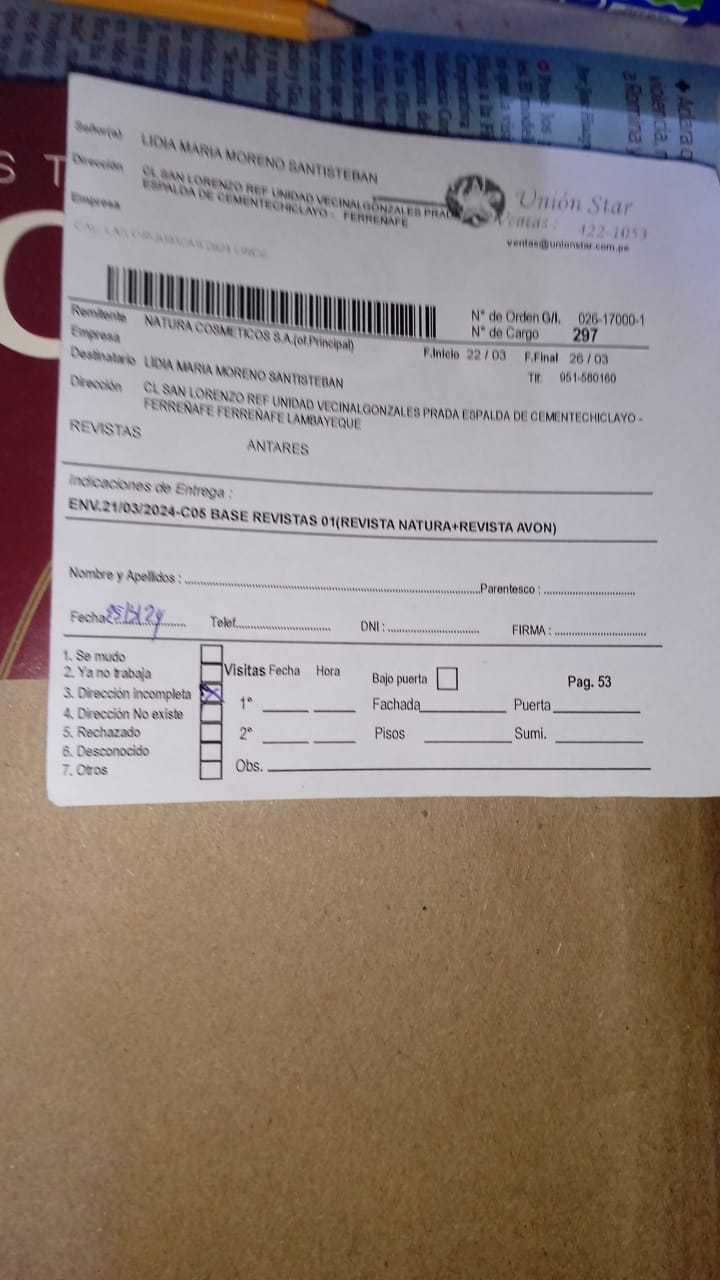 Señor(a) LIDIA MARIA MORENO SANTISTEBAN
Dirección CL SAN LORENZO REF UNIDAD VECINALGONZALES PRADA
ESPALDA DE CEMENTECHICLAYO - FERREÑAFE
Empresa
Unión Star
Ventas: 422-1053
ventas@unionstar.com.pe
Remitente NATURA COSMETICOS S.A.(of.Principal)
Empresa
N° de Orden G/I. 026-17000-1
N° de Cargo 297
F.Inicio 22 / 03 F.Final 26 / 03
Destinatario LIDIA MARIA MORENO SANTISTEBAN
Tlf. 951-580160
Dirección CL SAN LORENZO REF UNIDAD VECINALGONZALES PRADA ESPALDA DE CEMENTECHICLAYO -
FERREÑAFE FERREÑAFE LAMBAYEQUE
REVISTAS ANTARES
Indicaciones de Entrega :
ENV.21/03/2024-C05 BASE REVISTAS 01(REVISTA NATURA+REVISTA AVON)
Nombre y Apellidos : Parentesco :
Fecha 25/3/24 Telef. DNI : FIRMA :
1. Se mudo
2. Ya no trabaja
3. Dirección incompleta
4. Dirección No existe
5. Rechazado
6. Desconocido
7. Otros
Visitas Fecha Hora Bajo puerta Pag. 53
1° Fachada Puerta
2° Pisos Sumi.
Obs.